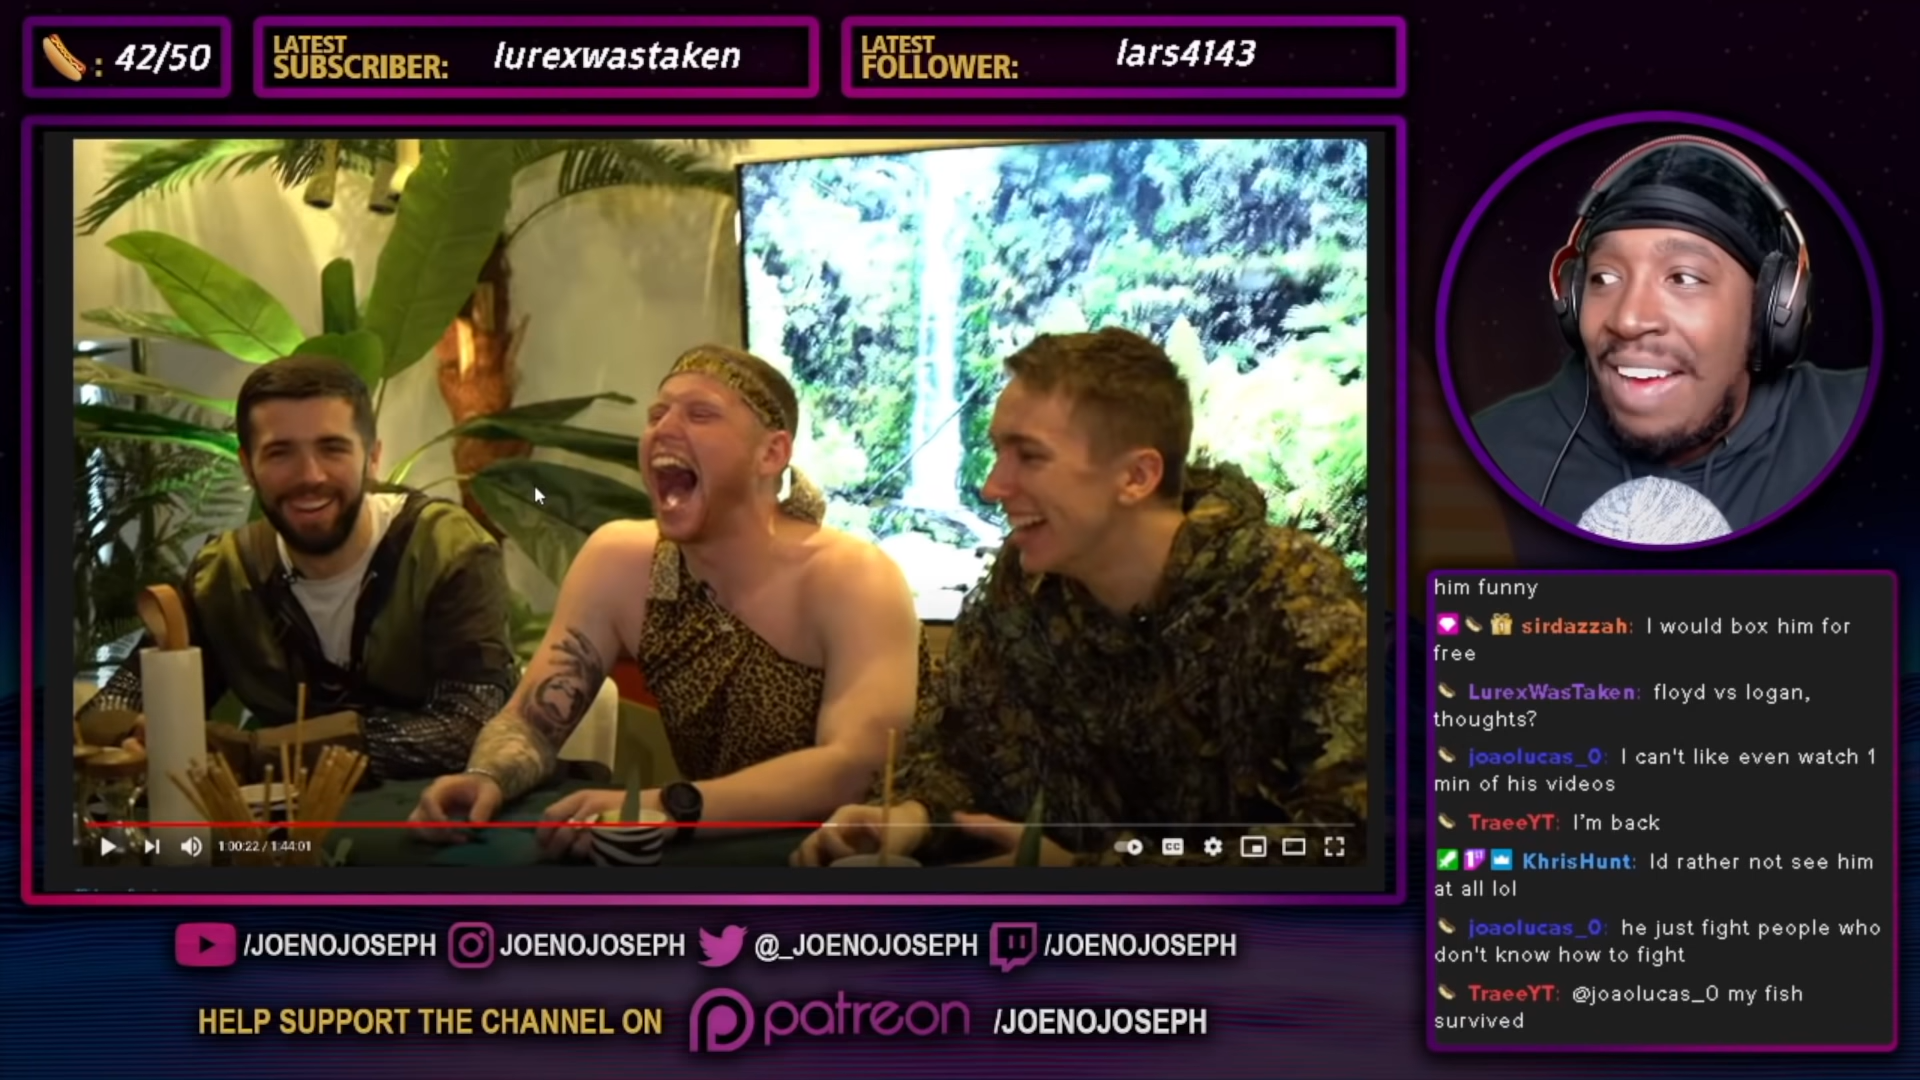 : 42/50
LATEST
SUBSCRIBER:
lurexwastaken
LATEST
FOLLOWER:
lars4143
1:00:22 / 1:44:01
CC
him funny
sirdazzah: I would box him for
free
LurexWasTaken: floyd vs logan,
thoughts?
joaolucas_0: I can't like even watch 1
min of his videos
TraeeYT: I'm back
KhrisHunt: Id rather not see him
at all lol
joaolucas_0: he just fight people who
don't know how to fight
TraeeYT: @joaolucas_0 my fish
survived
/JOENOJOSEPH
JOENOJOSEPH
@_JOENOJOSEPH
/JOENOJOSEPH
HELP SUPPORT THE CHANNEL ON
patreon
/JOENOJOSEPH